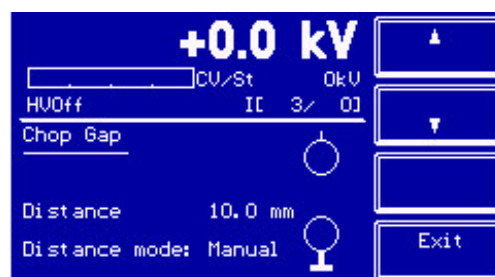 +0.0 kV
CV/St 0kV
HVOff I[ 3/ 0]
Chop Gap
Distance 10.0 mm
Distance mode: Manual
Exit